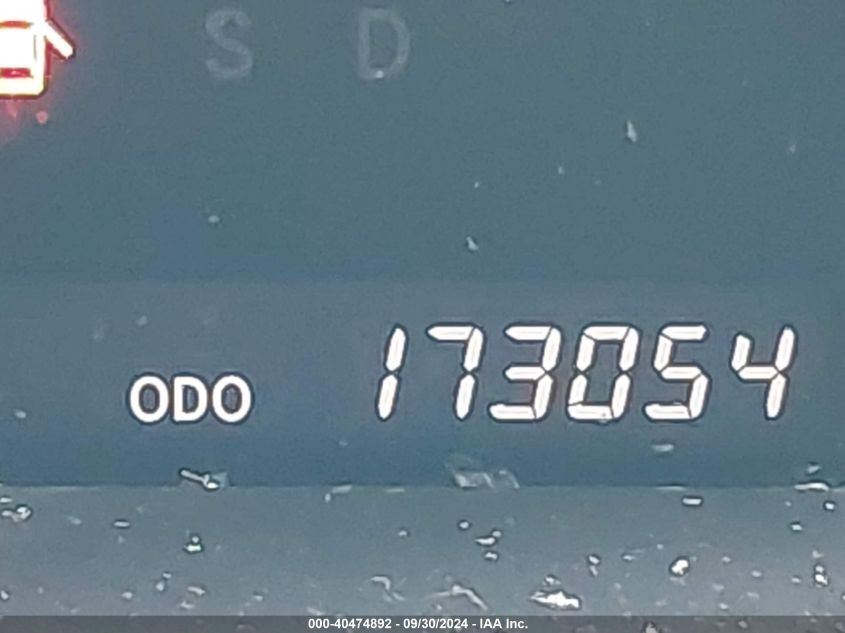 S D
ODO 173054
000-40474892 - 09/30/2024 - IAA Inc.